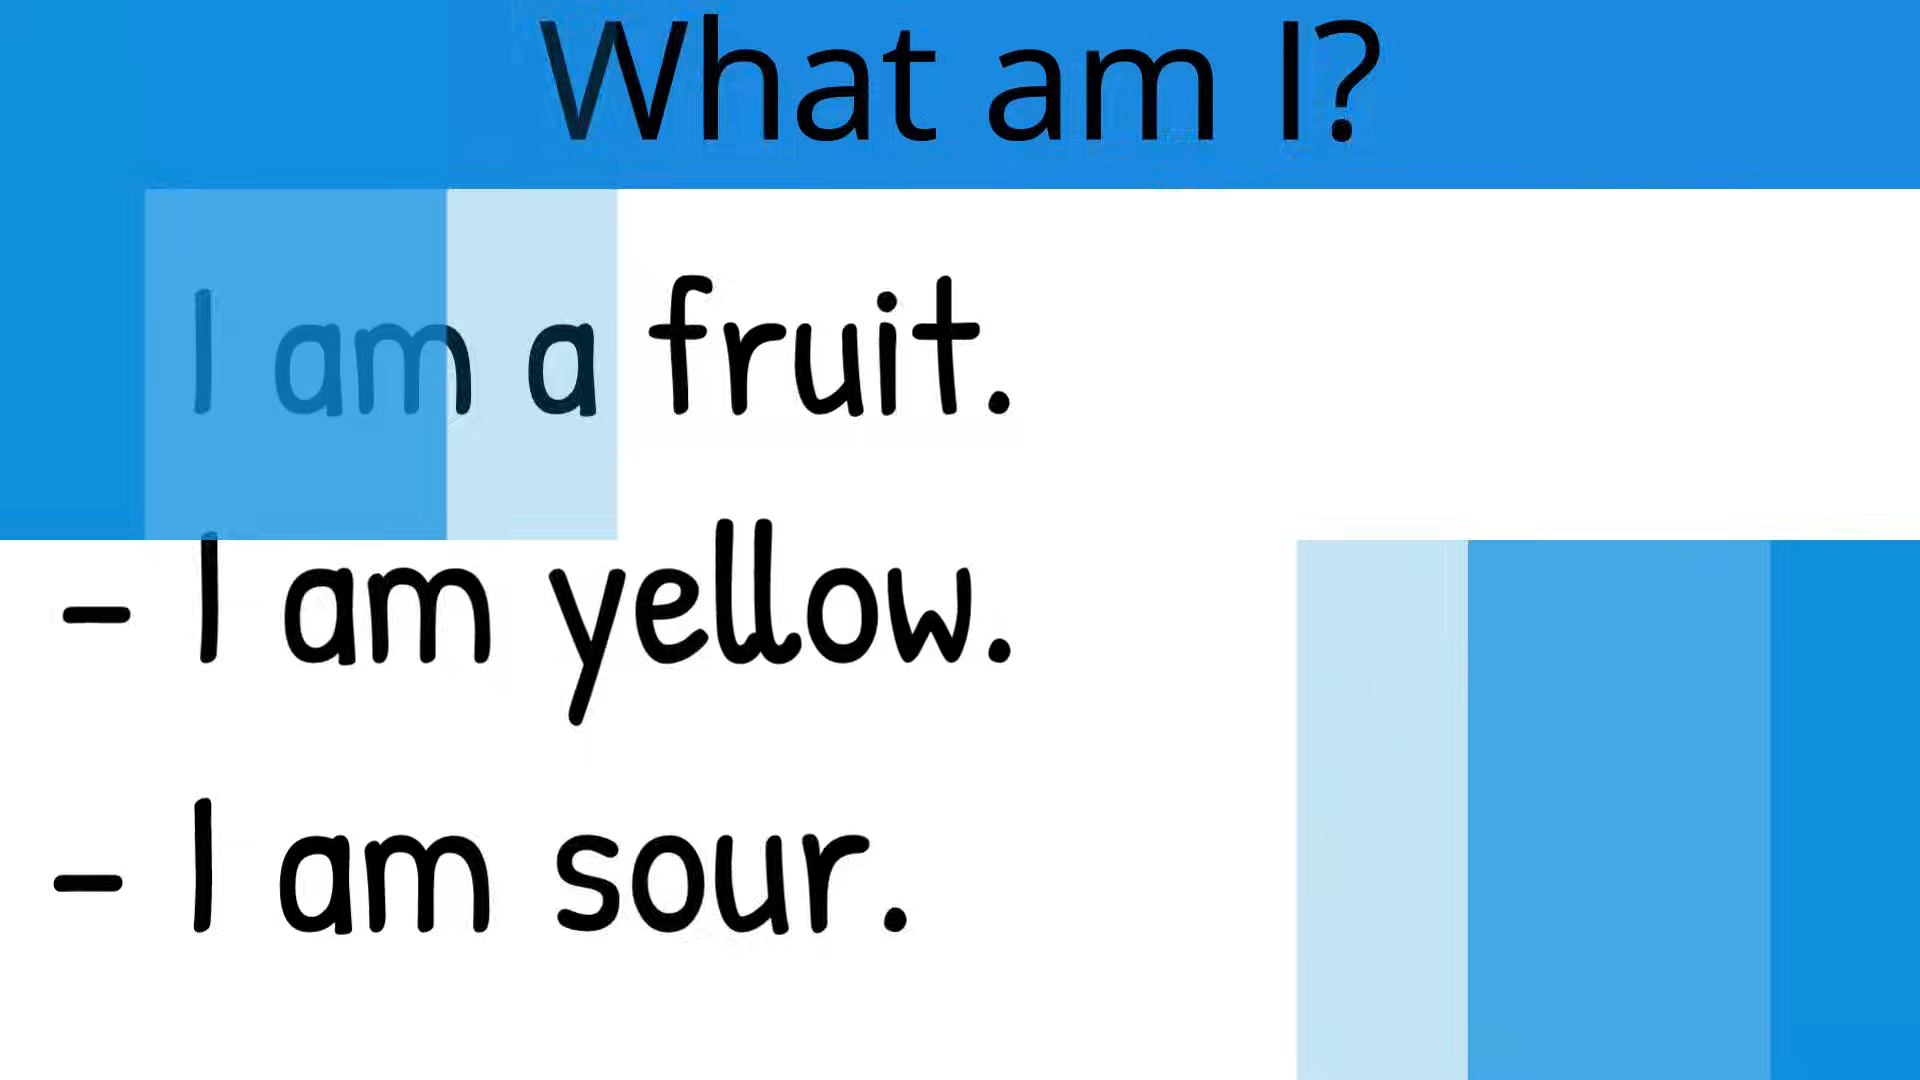 What am I?
I am a fruit.
- I am yellow.
- I am sour.